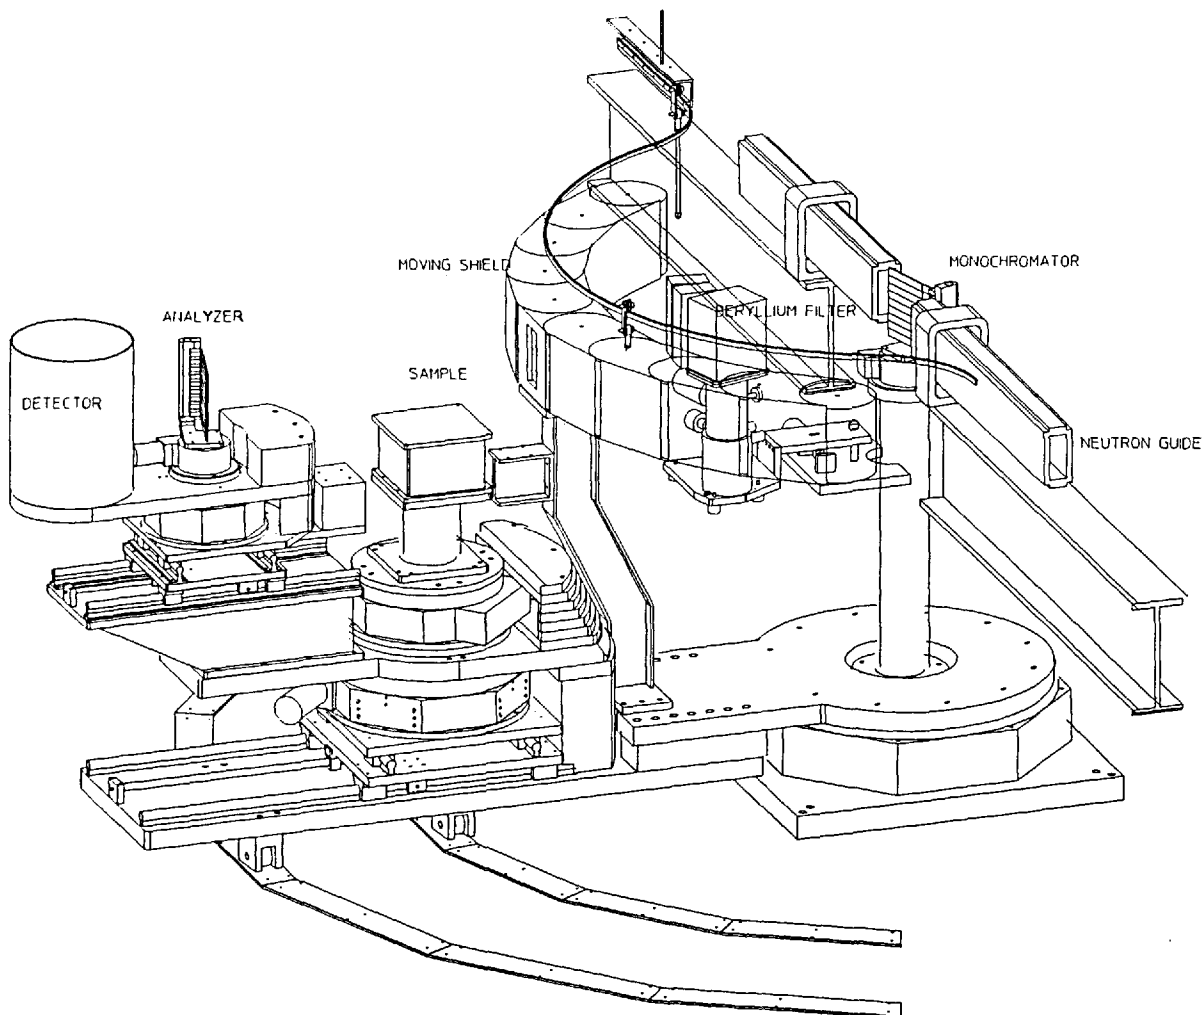 MOVING SHIELD
MONOCHROMATOR
ANALYZER
BERYLLIUM FILTER
SAMPLE
DETECTOR
NEUTRON GUIDE